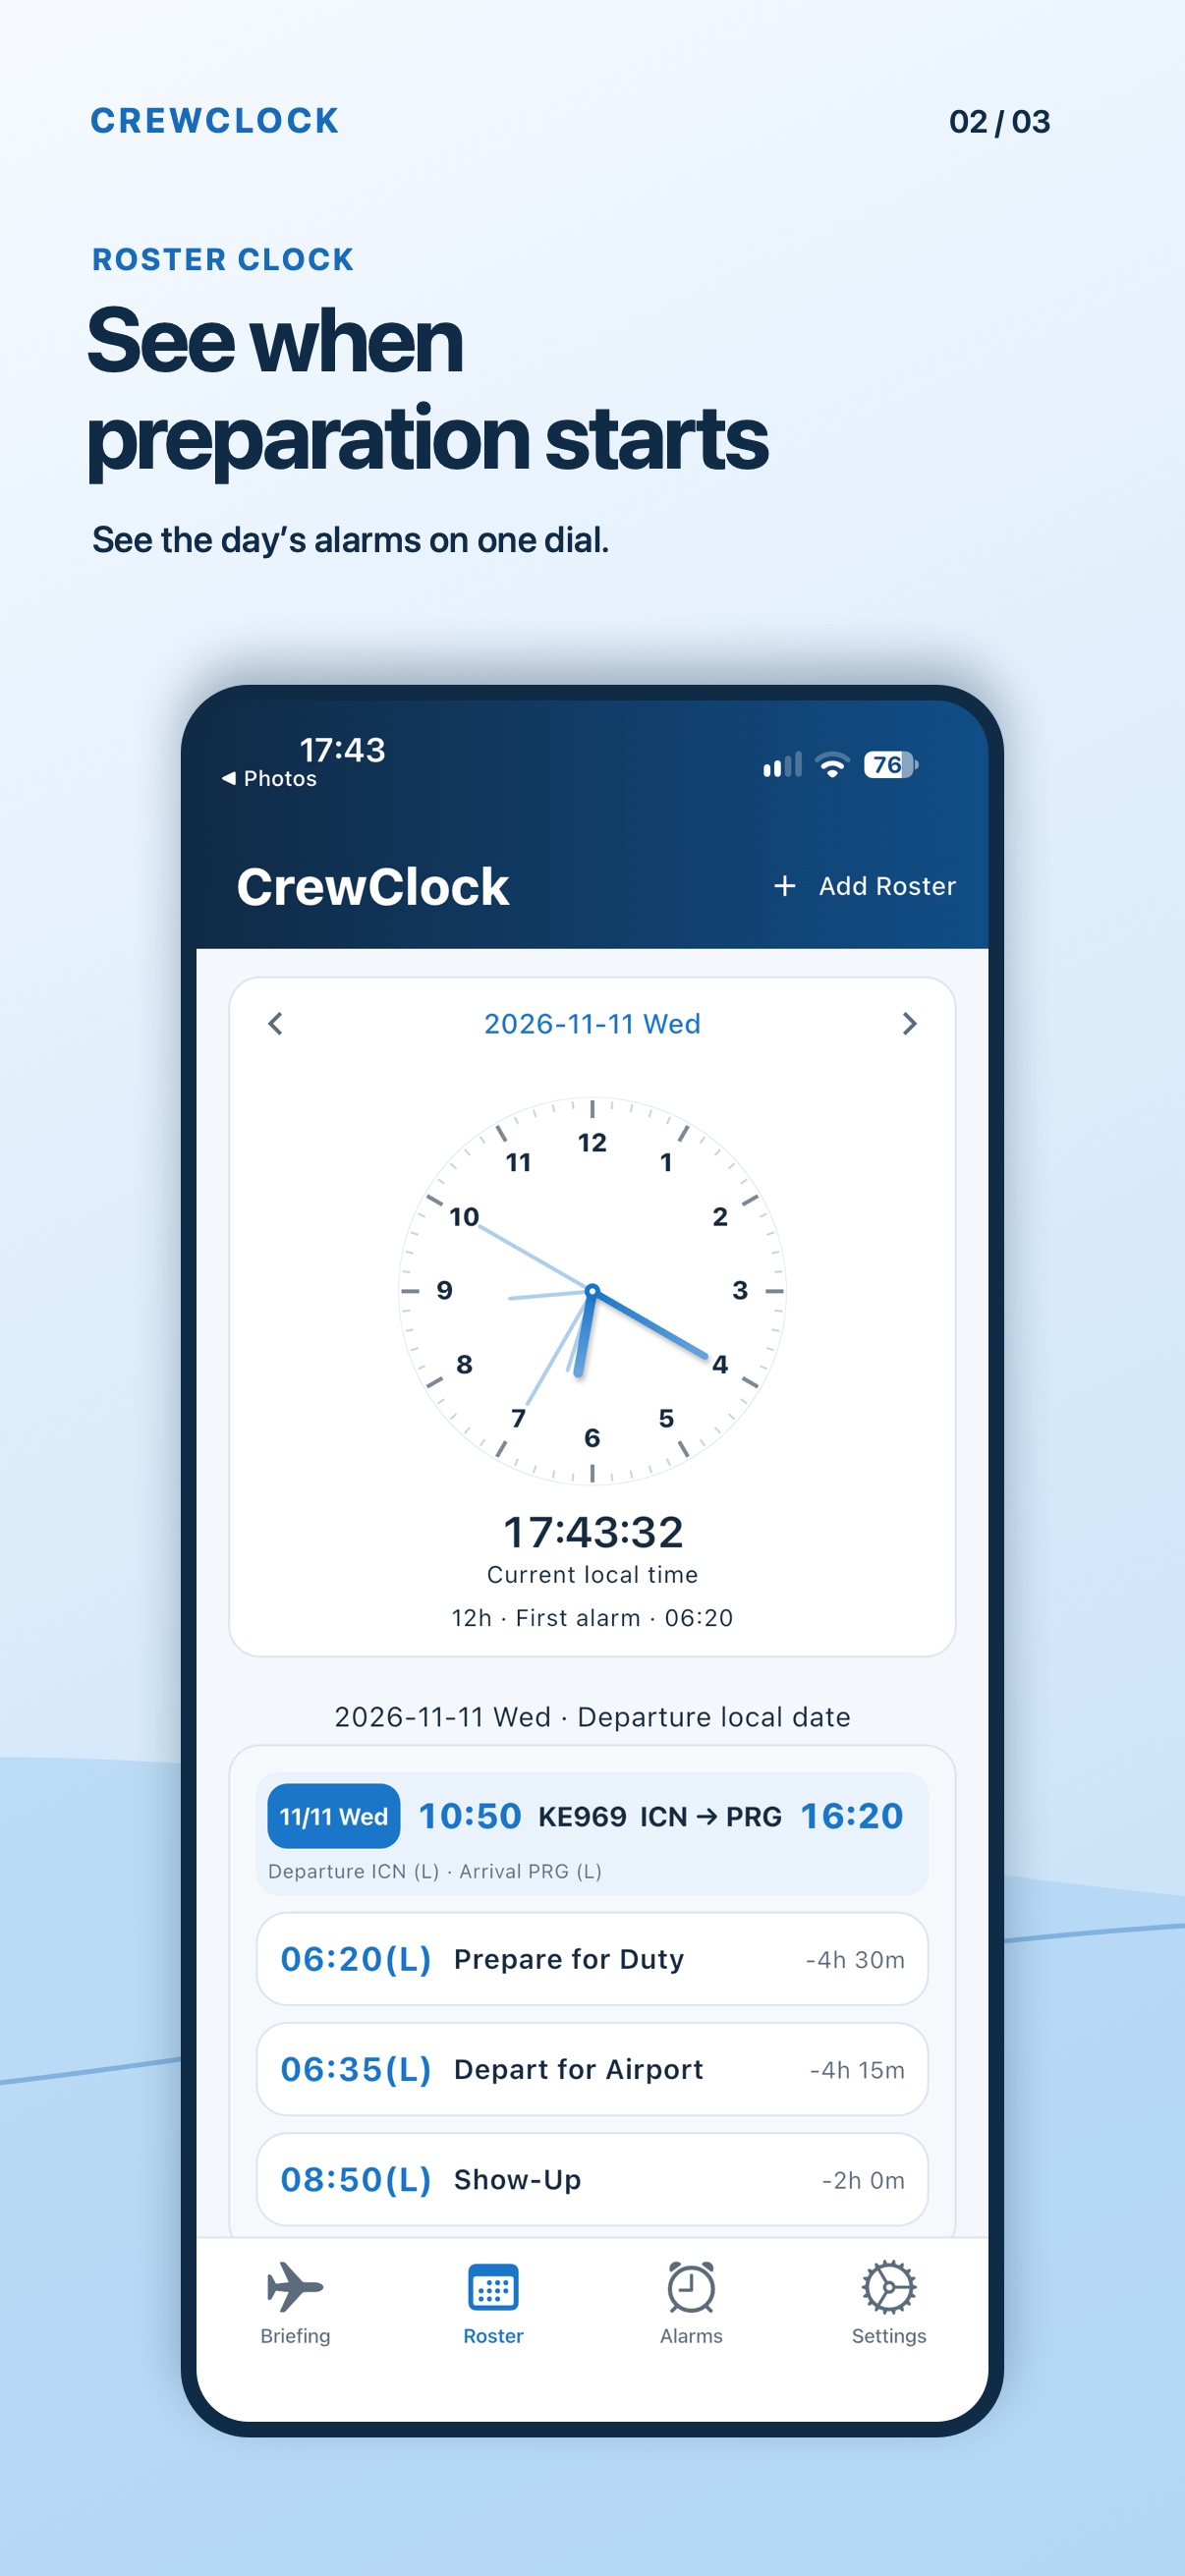 CREWCLOCK
02 / 03
ROSTER CLOCK
See when
preparation starts
See the day’s alarms on one dial.
17:43
◀ Photos
76
CrewClock
+ Add Roster
2026-11-11 Wed
12
11
1
10
2
9
3
8
4
7
5
6
17:43:32
Current local time
12h · First alarm · 06:20
2026-11-11 Wed · Departure local date
11/11 Wed 10:50 KE969 ICN → PRG 16:20
Departure ICN (L) · Arrival PRG (L)
06:20(L) Prepare for Duty -4h 30m
06:35(L) Depart for Airport -4h 15m
08:50(L) Show-Up -2h 0m
Briefing Roster Alarms Settings